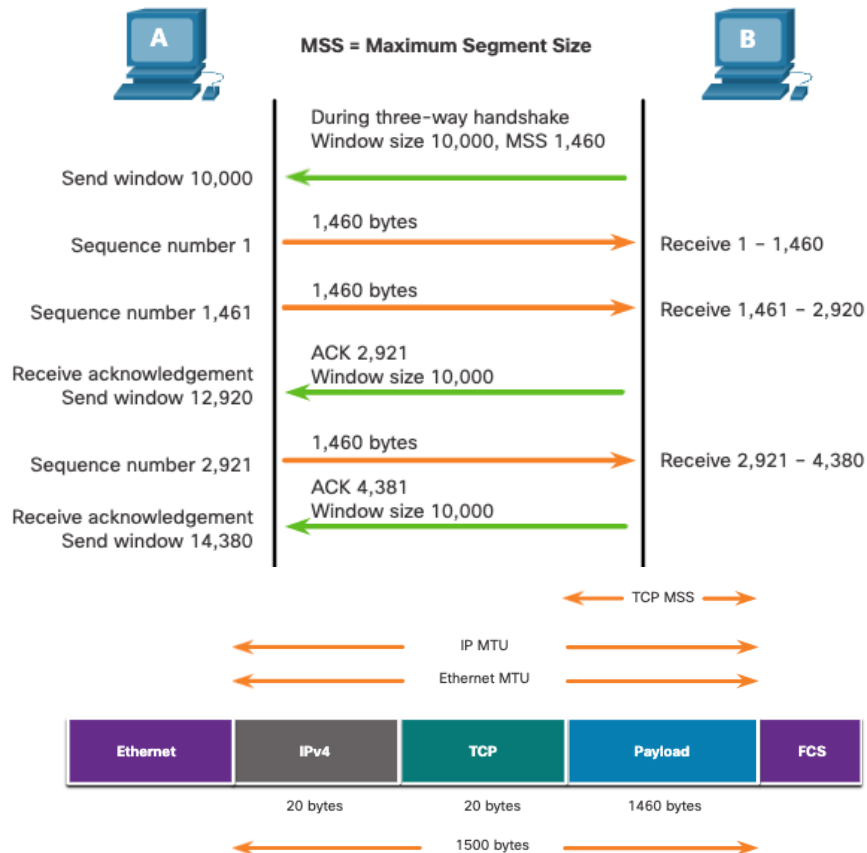 A
MSS = Maximum Segment Size
B
During three-way handshake
Window size 10,000, MSS 1,460
Send window 10,000
1,460 bytes
Sequence number 1
Receive 1 - 1,460
1,460 bytes
Sequence number 1,461
Receive 1,461 - 2,920
ACK 2,921
Window size 10,000
Receive acknowledgement
Send window 12,920
1,460 bytes
Sequence number 2,921
Receive 2,921 - 4,380
ACK 4,381
Window size 10,000
Receive acknowledgement
Send window 14,380
TCP MSS
IP MTU
Ethernet MTU
Ethernet IPv4 TCP Payload FCS
20 bytes 20 bytes 1460 bytes
1500 bytes